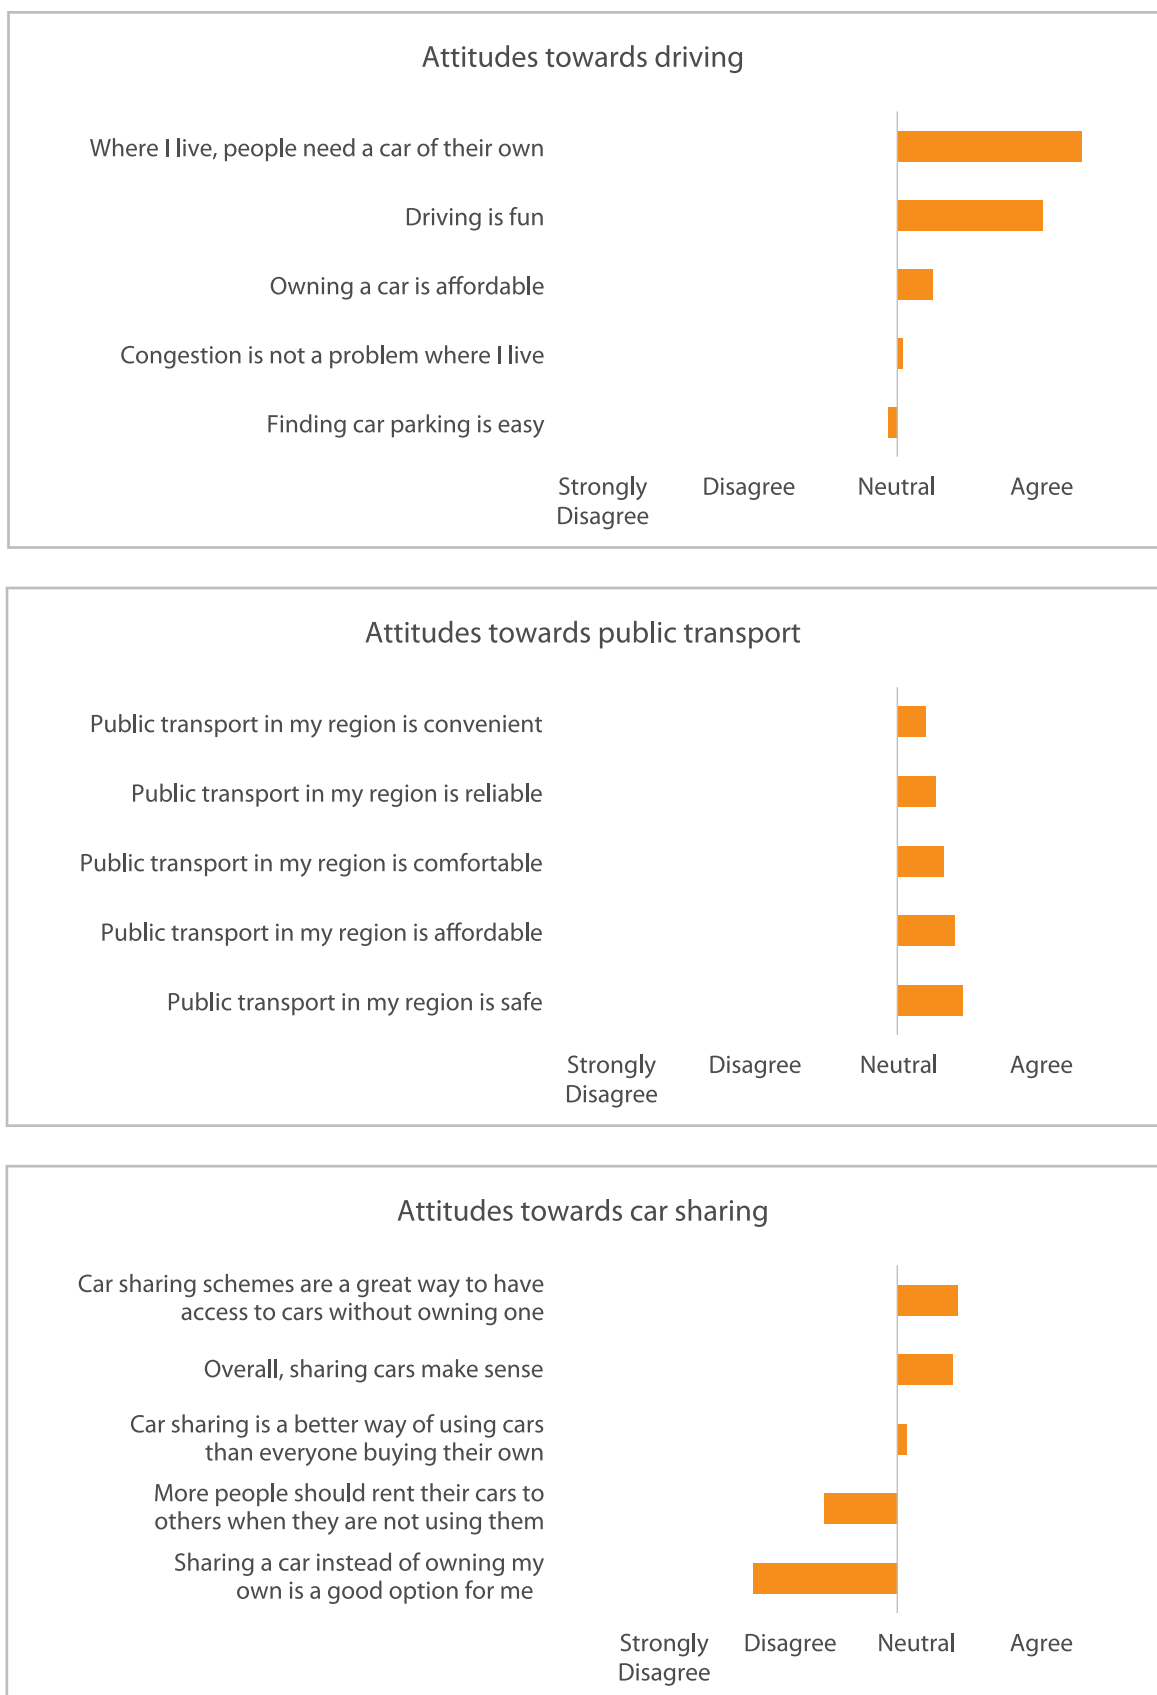 Attitudes towards driving
Where I live, people need a car of their own
Driving is fun
Owning a car is affordable
Congestion is not a problem where I live
Finding car parking is easy
Strongly Disagree Neutral Agree
Disagree
Attitudes towards public transport
Public transport in my region is convenient
Public transport in my region is reliable
Public transport in my region is comfortable
Public transport in my region is affordable
Public transport in my region is safe
Strongly Disagree Neutral Agree
Disagree
Attitudes towards car sharing
Car sharing schemes are a great way to have
access to cars without owning one
Overall, sharing cars make sense
Car sharing is a better way of using cars
than everyone buying their own
More people should rent their cars to
others when they are not using them
Sharing a car instead of owning my
own is a good option for me
Strongly Disagree Neutral Agree
Disagree